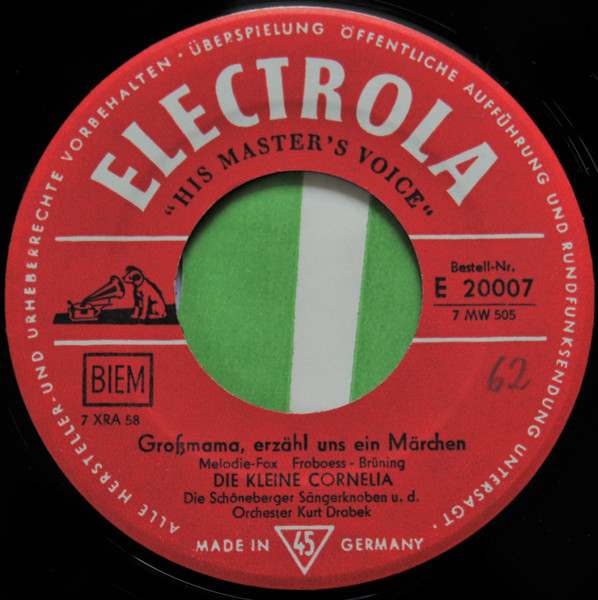 ALLE HERSTELLER-UND URHEBERRECHTE VORBEHALTEN · ÜBERSPIELUNG ÖFFENTLICHE AUFFÜHRUNG UND RUNDFUNKSENDUNG UNTERSAGT ·
ELECTROLA
"HIS MASTER'S VOICE"
Bestell-Nr.
E 20007
7 MW 505
BIEM
62
7 XRA 58
Großmama, erzähl uns ein Märchen
Melodie-Fox Froboess - Brüning
DIE KLEINE CORNELIA
Die Schöneberger Sängerknoben u. d.
Orchester Kurt Drabek
MADE IN 45 GERMANY